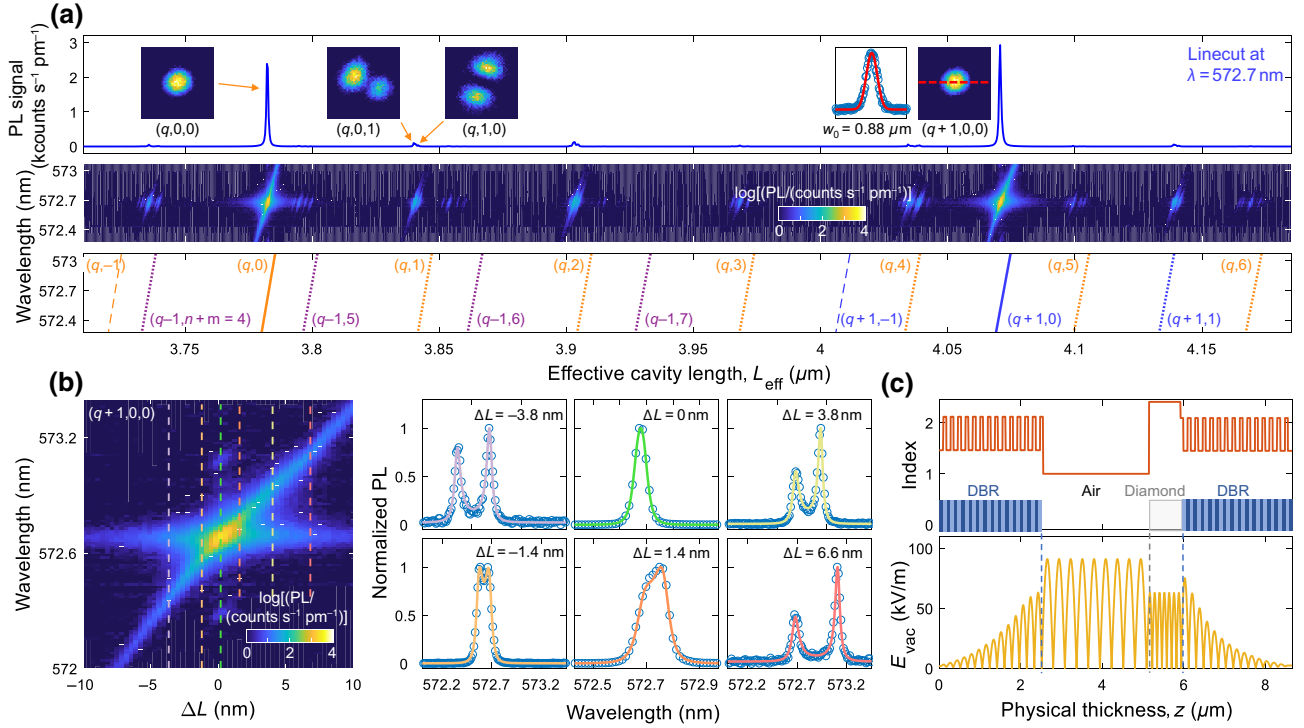 (a)
PL signal
(kcounts s⁻¹ pm⁻¹)
3
2
1
0
(q,0,0)
(q,0,1)
(q,1,0)
w₀ = 0.88 µm
(q + 1,0,0)
Linecut at
λ = 572.7 nm
Wavelength (nm)
573
572.7
572.4
log[(PL/(counts s⁻¹ pm⁻¹)]
0 2 4
Wavelength (nm)
573
572.7
572.4
(q,–1)
(q,0)
(q,1)
(q,2)
(q,3)
(q,4)
(q,5)
(q,6)
(q–1,n + m = 4)
(q–1,5)
(q–1,6)
(q–1,7)
(q + 1,–1)
(q + 1,0)
(q + 1,1)
3.75 3.8 3.85 3.9 3.95 4 4.05 4.1 4.15
Effective cavity length, L_eff (µm)
(b)
(q + 1,0,0)
Wavelength (nm)
573.2
572.6
572
log[(PL/
(counts s⁻¹ pm⁻¹)]
0 2 4
−10 −5 0 5 10
ΔL (nm)
Normalized PL
1
0.5
0
ΔL = −3.8 nm
ΔL = 0 nm
ΔL = 3.8 nm
1
0.5
0
ΔL = −1.4 nm
ΔL = 1.4 nm
ΔL = 6.6 nm
572.2 572.7 573.2
572.5 572.7 572.9
572.2 572.7 573.2
Wavelength (nm)
(c)
Index
2
1
0
DBR
Air
Diamond
DBR
E_vac (kV/m)
100
50
0
0 2 4 6 8
Physical thickness, z (µm)